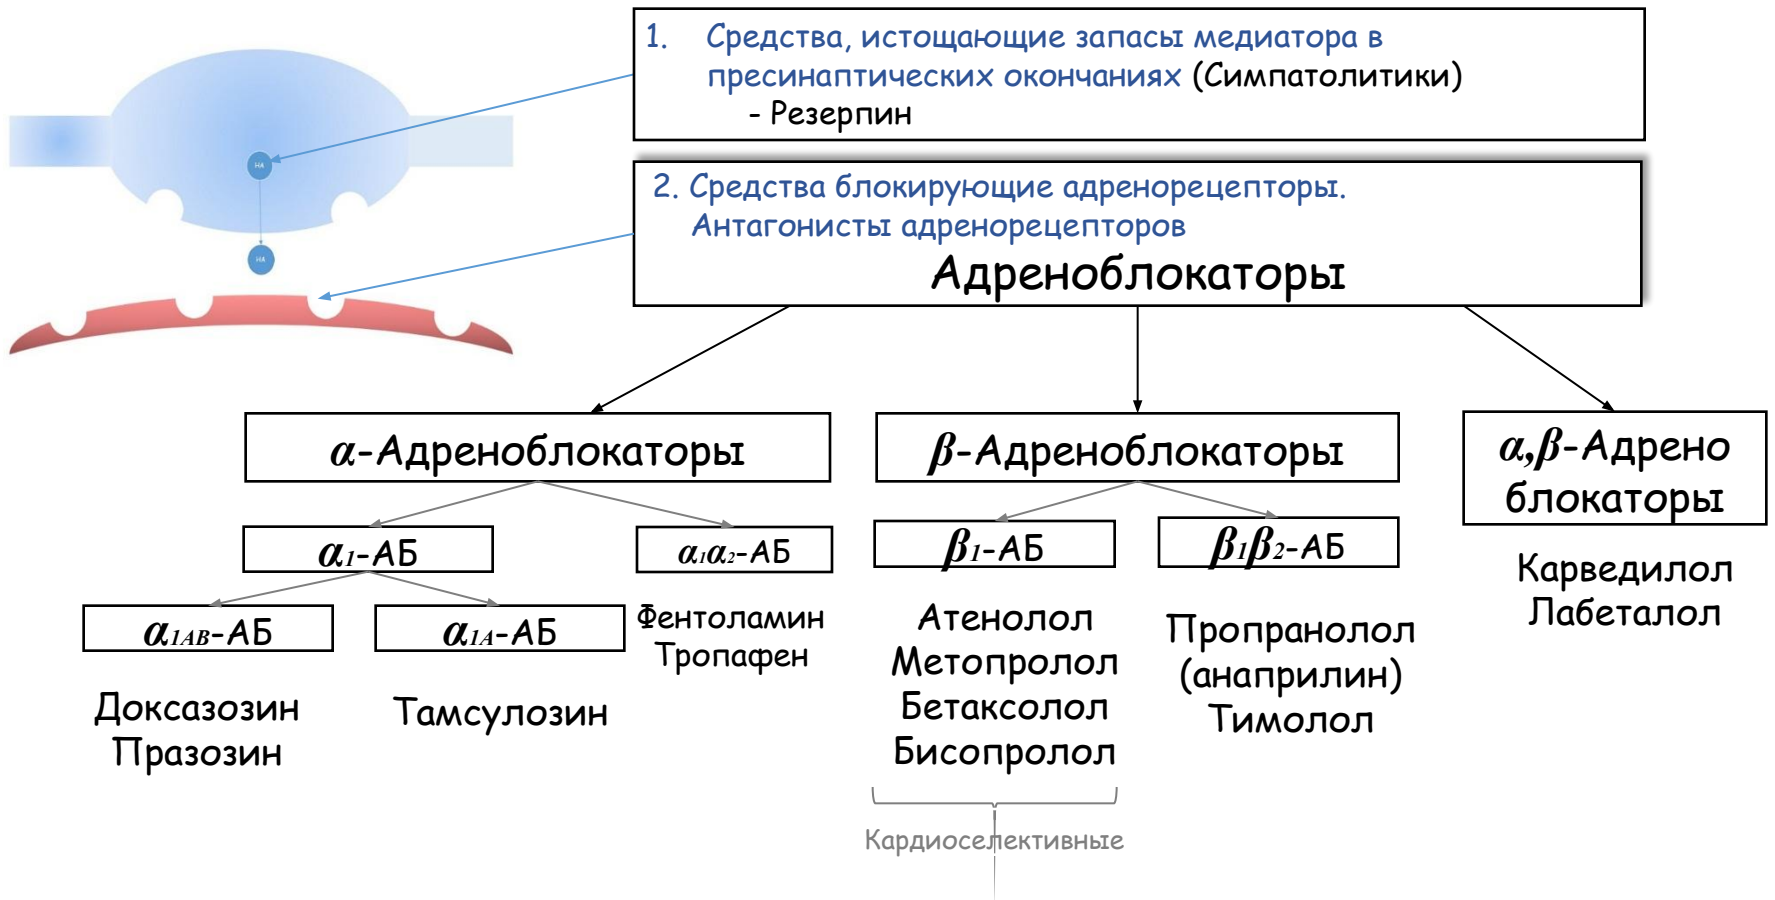 1. Средства, истощающие запасы медиатора в
пресинаптических окончаниях (Симпатолитики)
- Резерпин
НА
НА
2. Средства блокирующие адренорецепторы.
Антагонисты адренорецепторов
Адреноблокаторы
α-Адреноблокаторы
β-Адреноблокаторы
α,β-Адрено
блокаторы
α1-АБ
α1α2-АБ
β1-АБ
β1β2-АБ
α1AB-АБ
α1A-АБ
Фентоламин
Тропафен
Доксазозин
Празозин
Тамсулозин
Атенолол
Метопролол
Бетаксолол
Бисопролол
Пропранолол
(анаприлин)
Тимолол
Карведилол
Лабеталол
Кардиоселективные